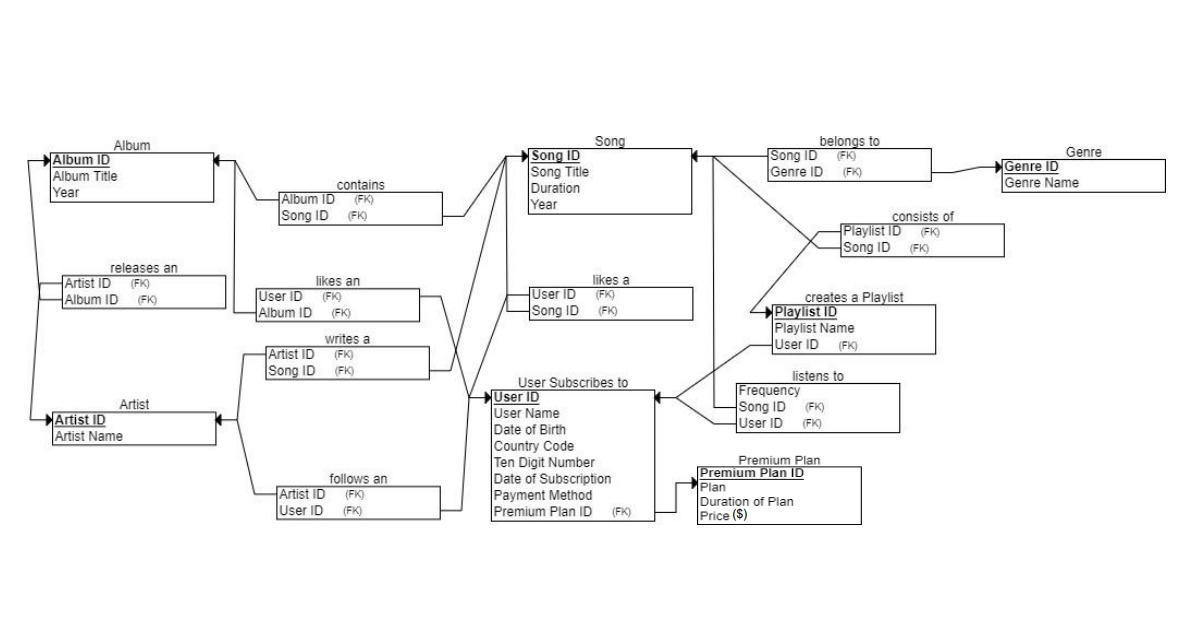 Album
Album ID
Album Title
Year
contains
Album ID (FK)
Song ID (FK)
Song
Song ID
Song Title
Duration
Year
belongs to
Song ID (FK)
Genre ID (FK)
Genre
Genre ID
Genre Name
consists of
Playlist ID (FK)
Song ID (FK)
releases an
Artist ID (FK)
Album ID (FK)
likes an
User ID (FK)
Album ID (FK)
likes a
User ID (FK)
Song ID (FK)
creates a Playlist
Playlist ID
Playlist Name
User ID (FK)
writes a
Artist ID (FK)
Song ID (FK)
Artist
Artist ID
Artist Name
User Subscribes to
User ID
User Name
Date of Birth
Country Code
Ten Digit Number
Date of Subscription
Payment Method
Premium Plan ID (FK)
listens to
Frequency
Song ID (FK)
User ID (FK)
follows an
Artist ID (FK)
User ID (FK)
Premium Plan
Premium Plan ID
Plan
Duration of Plan
Price ($)